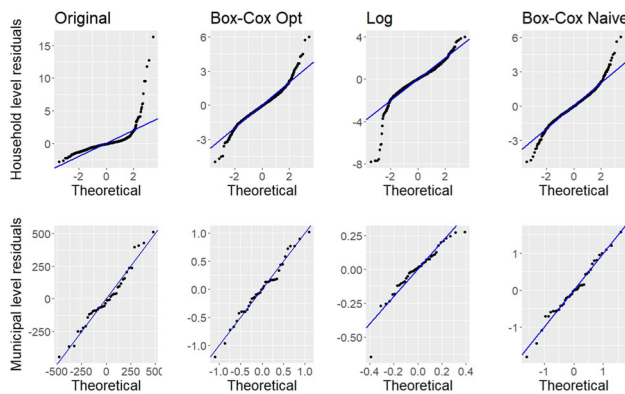 Original
Box-Cox Opt
Log
Box-Cox Naive
Household level residuals
15
10
5
0
-2 0 2
Theoretical
6
3
0
-3
-2 0 2
Theoretical
4
0
-4
-8
-2 0 2
Theoretical
6
3
0
-3
-2 0 2
Theoretical
Municipal level residuals
500
250
0
-250
-500 -250 0 250 500
Theoretical
1.0
0.5
0.0
-0.5
-1.0
-1.0 -0.5 0.0 0.5 1.0
Theoretical
0.25
0.00
-0.25
-0.50
-0.4 -0.2 0.0 0.2 0.4
Theoretical
1
0
-1
-1 0 1
Theoretical